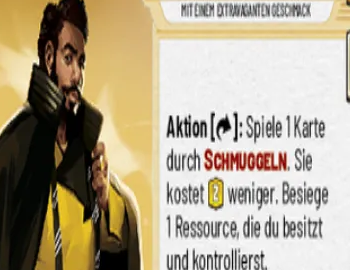 MIT EINEM EXTRAVAGANTEN GESCHMACK
Aktion [↷]: Spiele 1 Karte
durch SCHMUGGELN. Sie
kostet 2 weniger. Besiege
1 Ressource, die du besitzt
und kontrollierst.